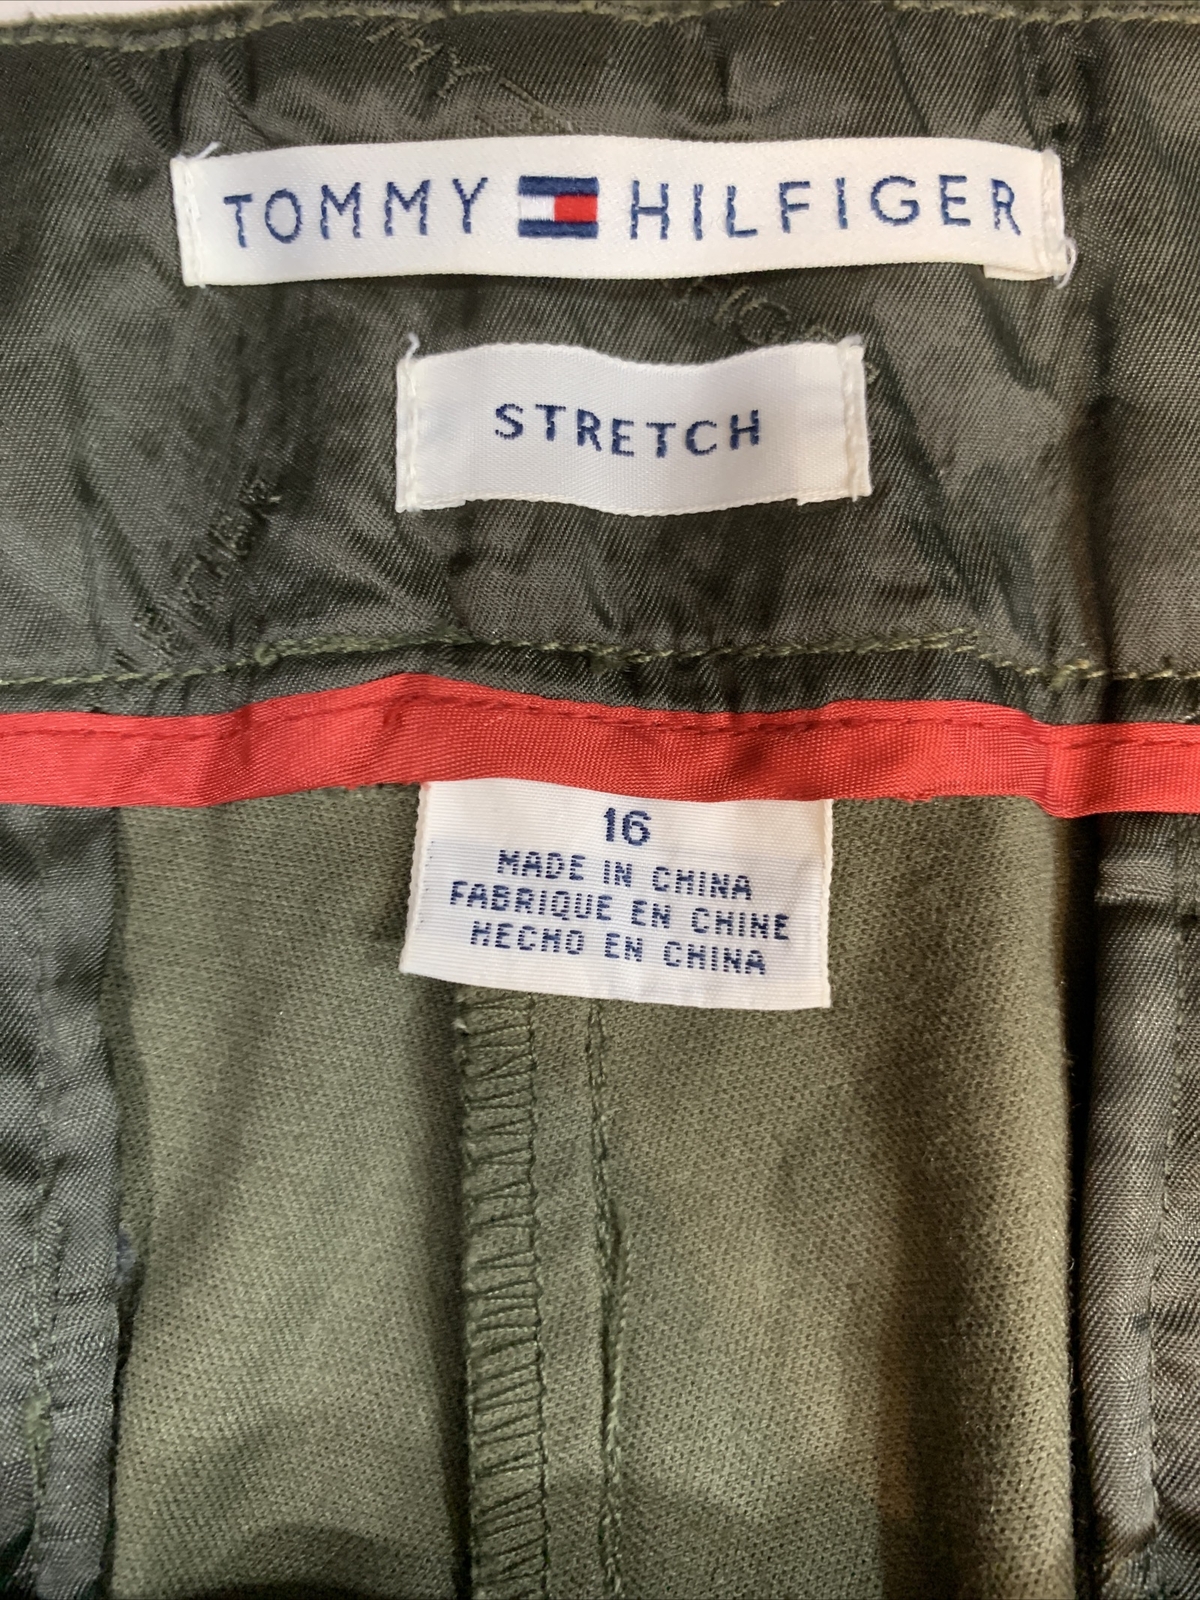 TOMMY HILFIGER
STRETCH
16
MADE IN CHINA
FABRIQUE EN CHINE
HECHO EN CHINA